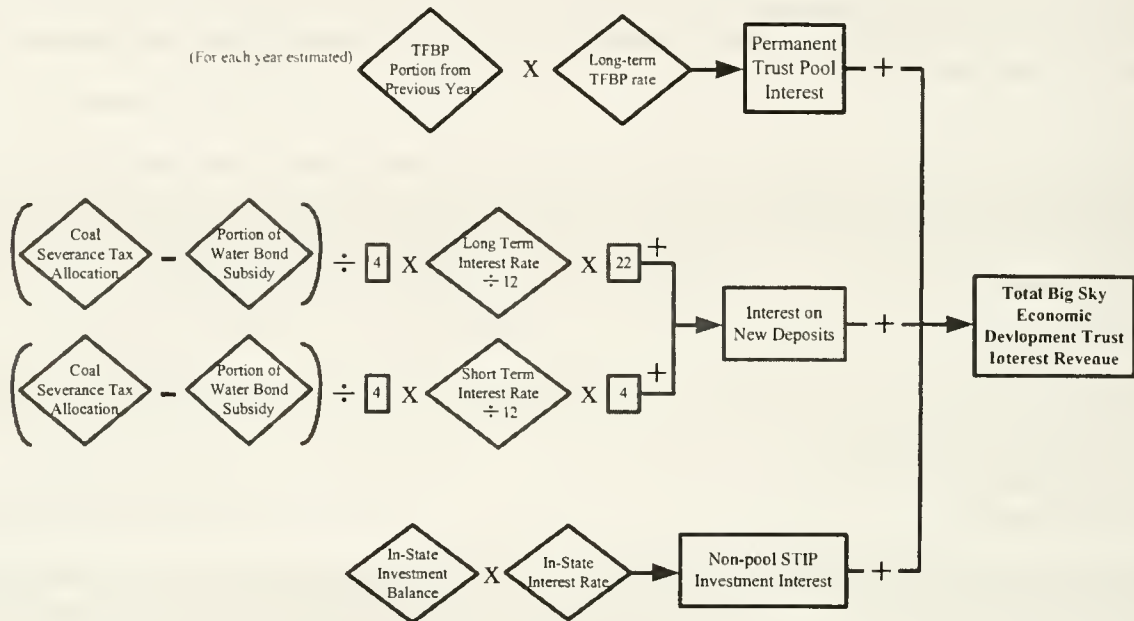 (For each year estimated)
TFBP
Portion from
Previous Year
X
Long-term
TFBP rate
Permanent
Trust Pool
Interest
+
(
Coal
Severance Tax
Allocation
-
Portion of
Water Bond
Subsidy
)
÷
4
X
Long Term
Interest Rate
÷ 12
X
22
+
(
Coal
Severance Tax
Allocation
-
Portion of
Water Bond
Subsidy
)
÷
4
X
Short Term
Interest Rate
÷ 12
X
4
+
Interest on
New Deposits
+
Total Big Sky
Economic
Devlopment Trust
Interest Revenue
In-State
Investment
Balance
X
In-State
Interest Rate
Non-pool STIP
Investment Interest
+